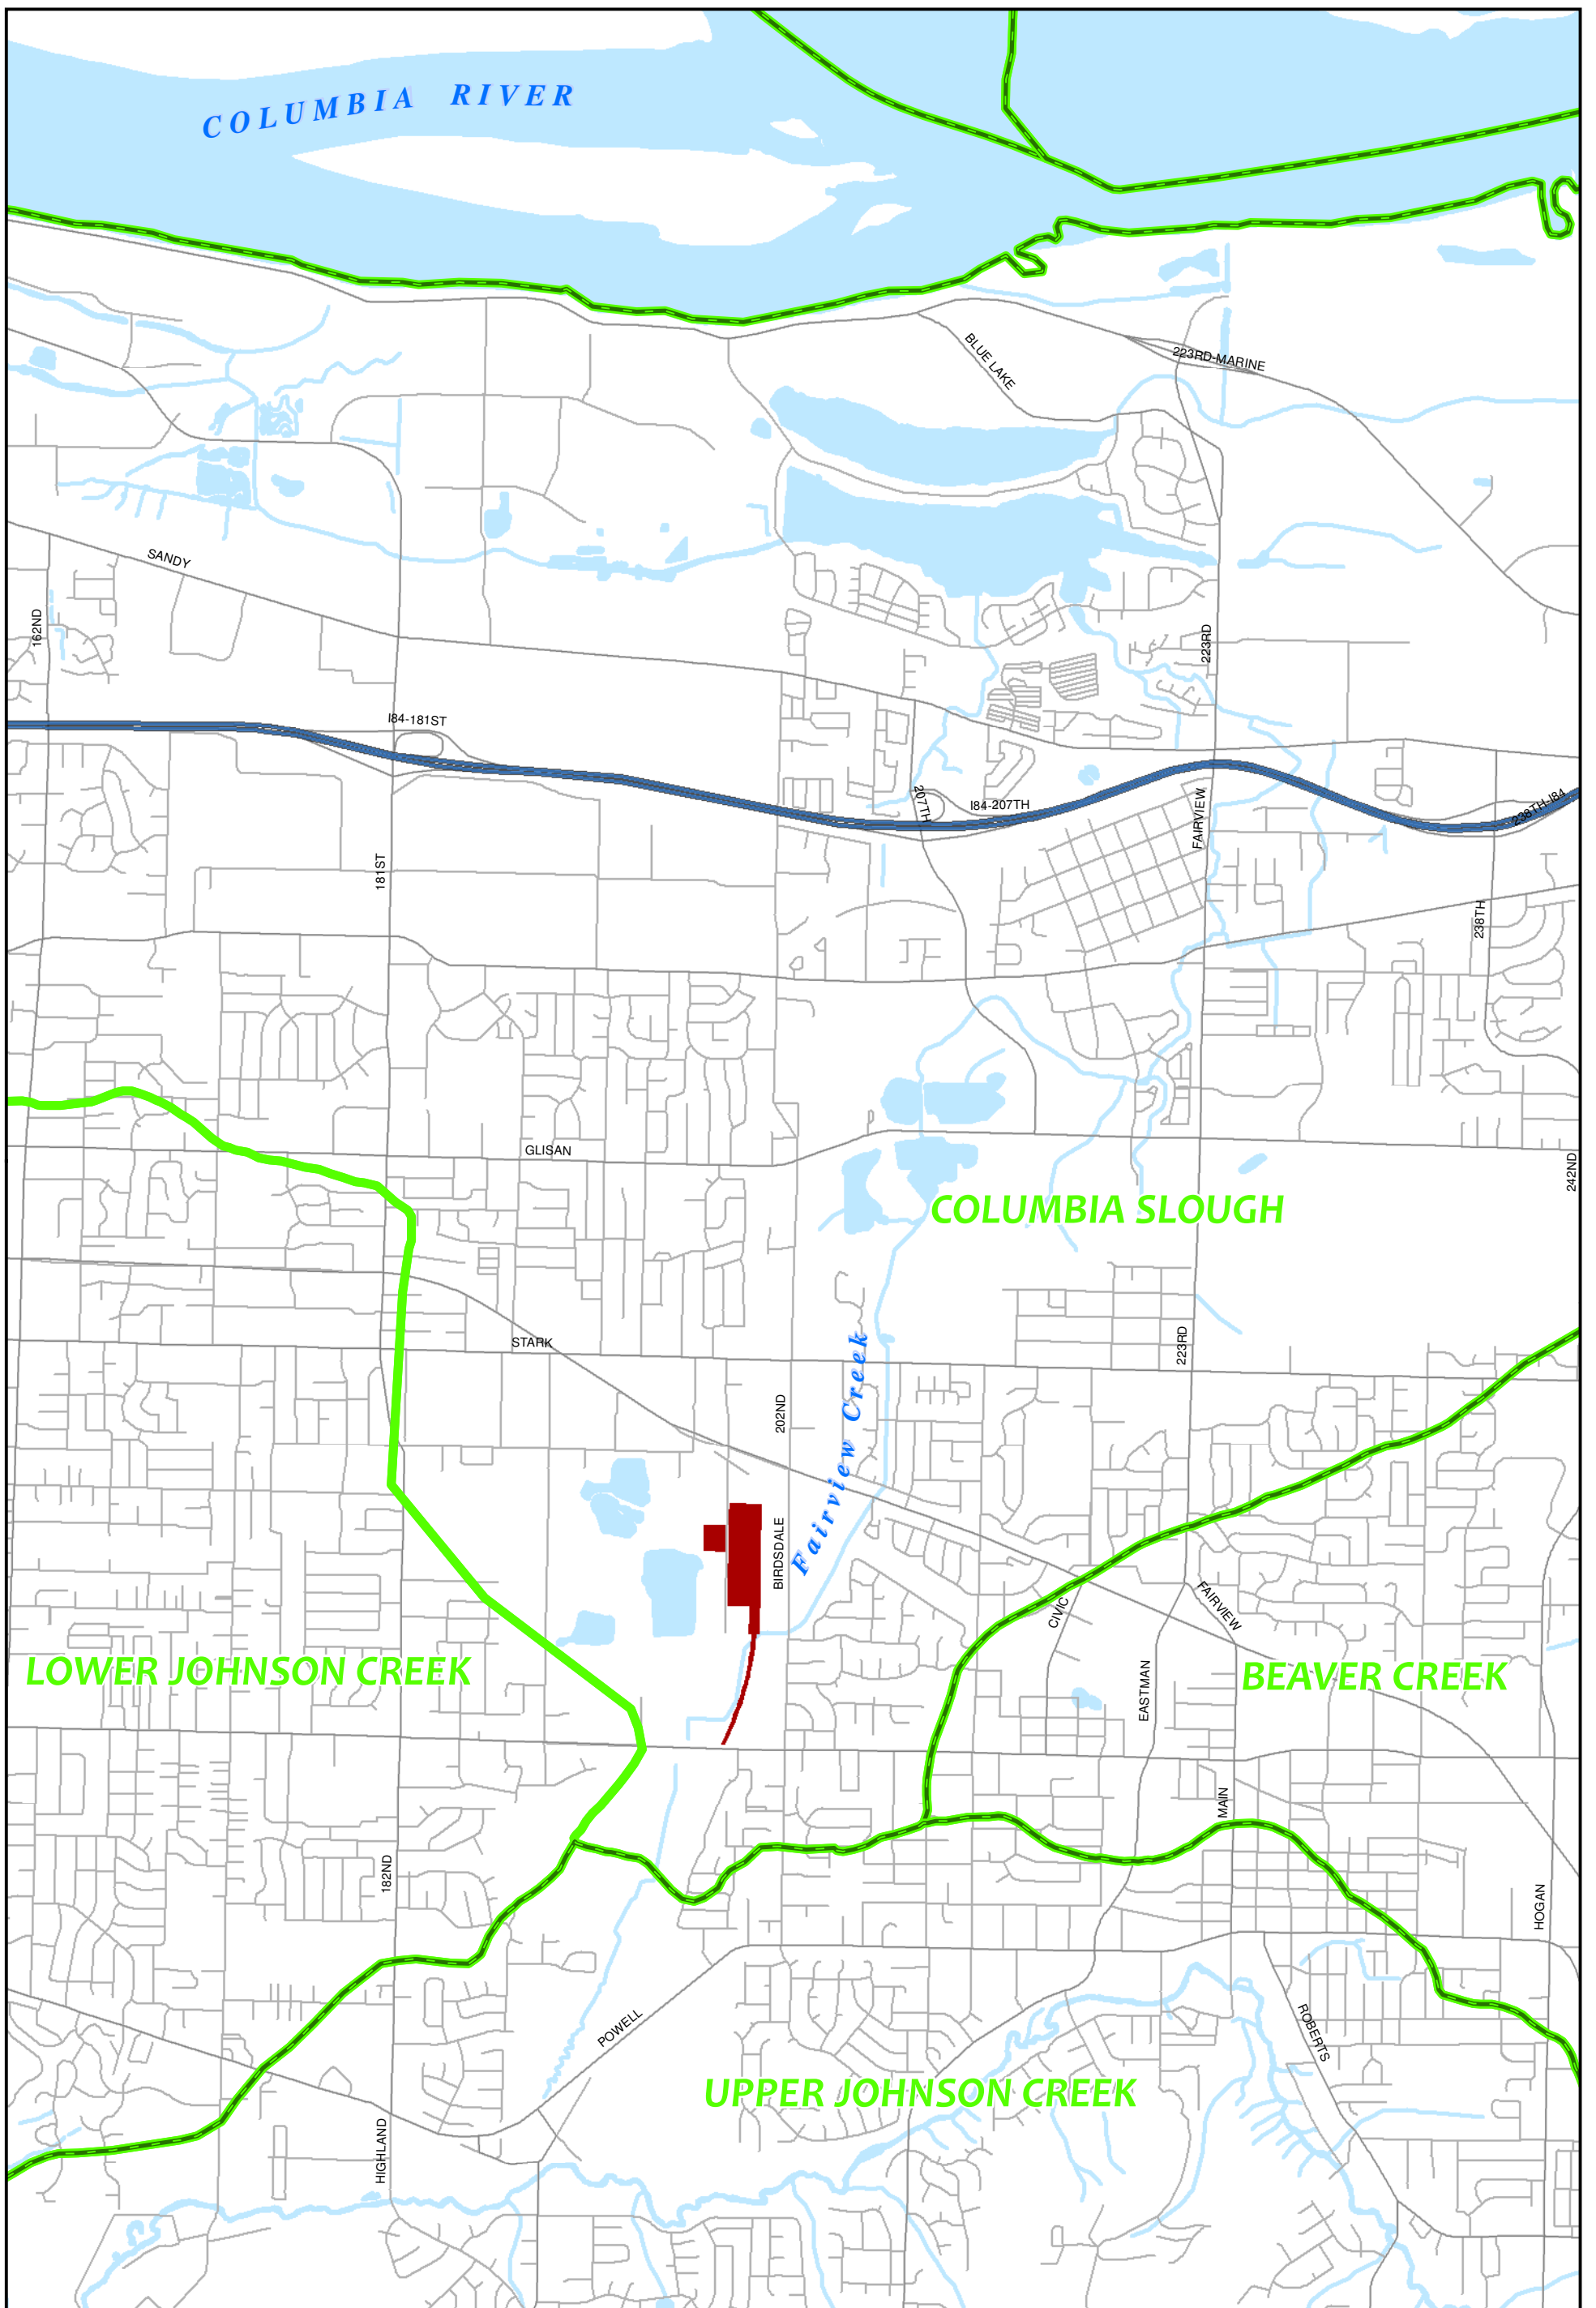 COLUMBIA RIVER
BLUE LAKE
223RD-MARINE
SANDY
162ND
223RD
I84-181ST
207TH
I84-207TH
FAIRVIEW
238TH-I84
181ST
238TH
GLISAN
242ND
COLUMBIA SLOUGH
STARK
223RD
202ND
Fairview Creek
BIRDSDALE
CIVIC
FAIRVIEW
LOWER JOHNSON CREEK
EASTMAN
BEAVER CREEK
MAIN
182ND
HOGAN
POWELL
ROBERTS
UPPER JOHNSON CREEK
HIGHLAND